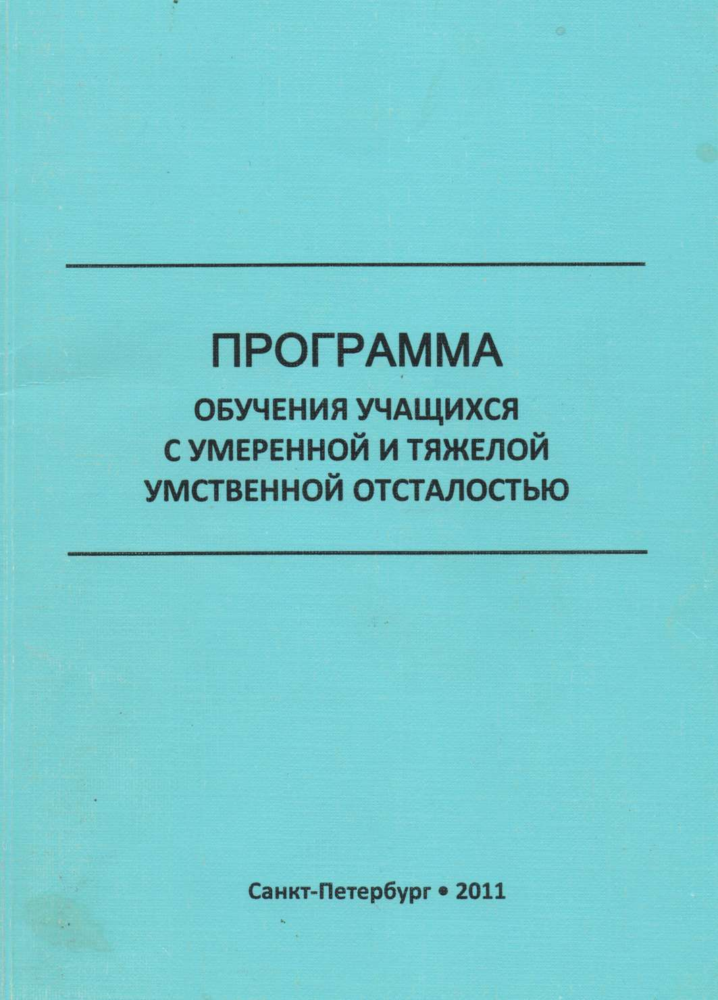 ПРОГРАММА
ОБУЧЕНИЯ УЧАЩИХСЯ
С УМЕРЕННОЙ И ТЯЖЕЛОЙ
УМСТВЕННОЙ ОТСТАЛОСТЬЮ
Санкт-Петербург • 2011